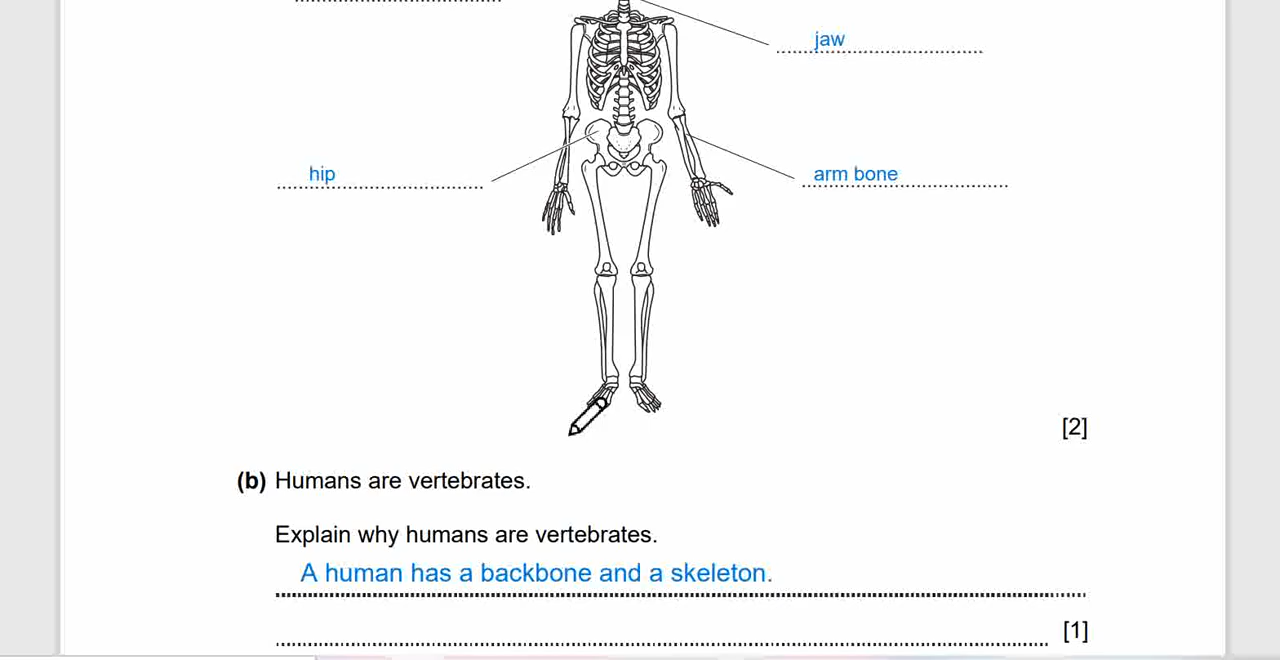 jaw
hip
arm bone
[2]
(b) Humans are vertebrates.
Explain why humans are vertebrates.
A human has a backbone and a skeleton.
[1]